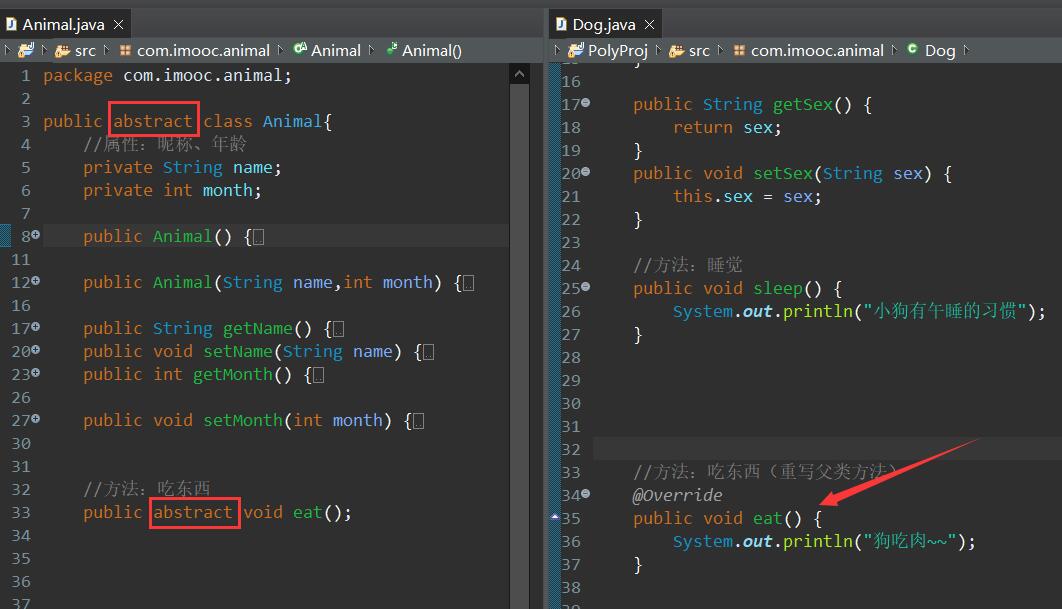 Animal.java
src com.imooc.animal Animal Animal()
1 package com.imooc.animal;
2
3 public abstract class Animal{
4 //属性：昵称、年龄
5 private String name;
6 private int month;
7
8 public Animal() {
11
12 public Animal(String name,int month) {
16
17 public String getName() {
20 public void setName(String name) {
23 public int getMonth() {
26
27 public void setMonth(int month) {
30
31
32 //方法：吃东西
33 public abstract void eat();
34
35
36
37
Dog.java
PolyProj src com.imooc.animal Dog
}
16
17 public String getSex() {
18 return sex;
19 }
20 public void setSex(String sex) {
21 this.sex = sex;
22 }
23
24 //方法：睡觉
25 public void sleep() {
26 System.out.println("小狗有午睡的习惯");
27 }
28
29
30
31
32
33 //方法：吃东西（重写父类方法）
34 @Override
35 public void eat() {
36 System.out.println("狗吃肉~~");
37 }
38